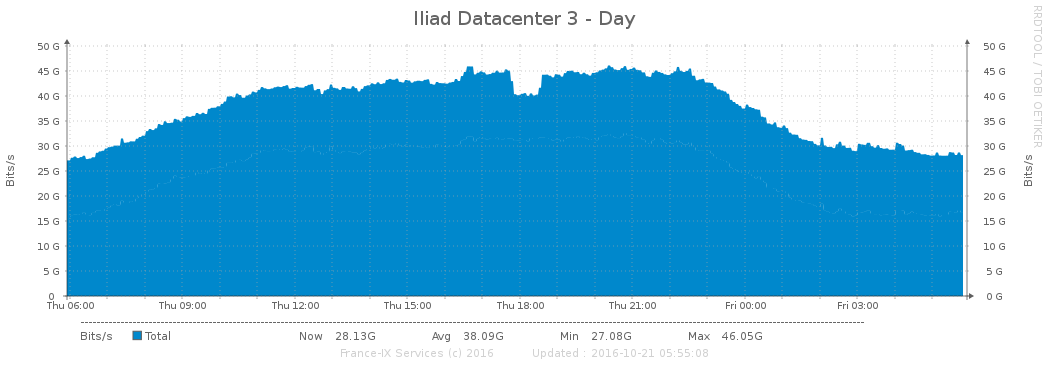 Iliad Datacenter 3 - Day
RRDTOOL / TOBI OETIKER
Bits/s
50 G 50 G
45 G 45 G
40 G 40 G
35 G 35 G
30 G 30 G
25 G 25 G
20 G 20 G
15 G 15 G
10 G 10 G
5 G 5 G
0 0 G
Bits/s
Thu 06:00 Thu 09:00 Thu 12:00 Thu 15:00 Thu 18:00 Thu 21:00 Fri 00:00 Fri 03:00
Bits/s Total Now 28.13G Avg 38.09G Min 27.08G Max 46.05G
France-IX Services (c) 2016 Updated : 2016-10-21 05:55:08